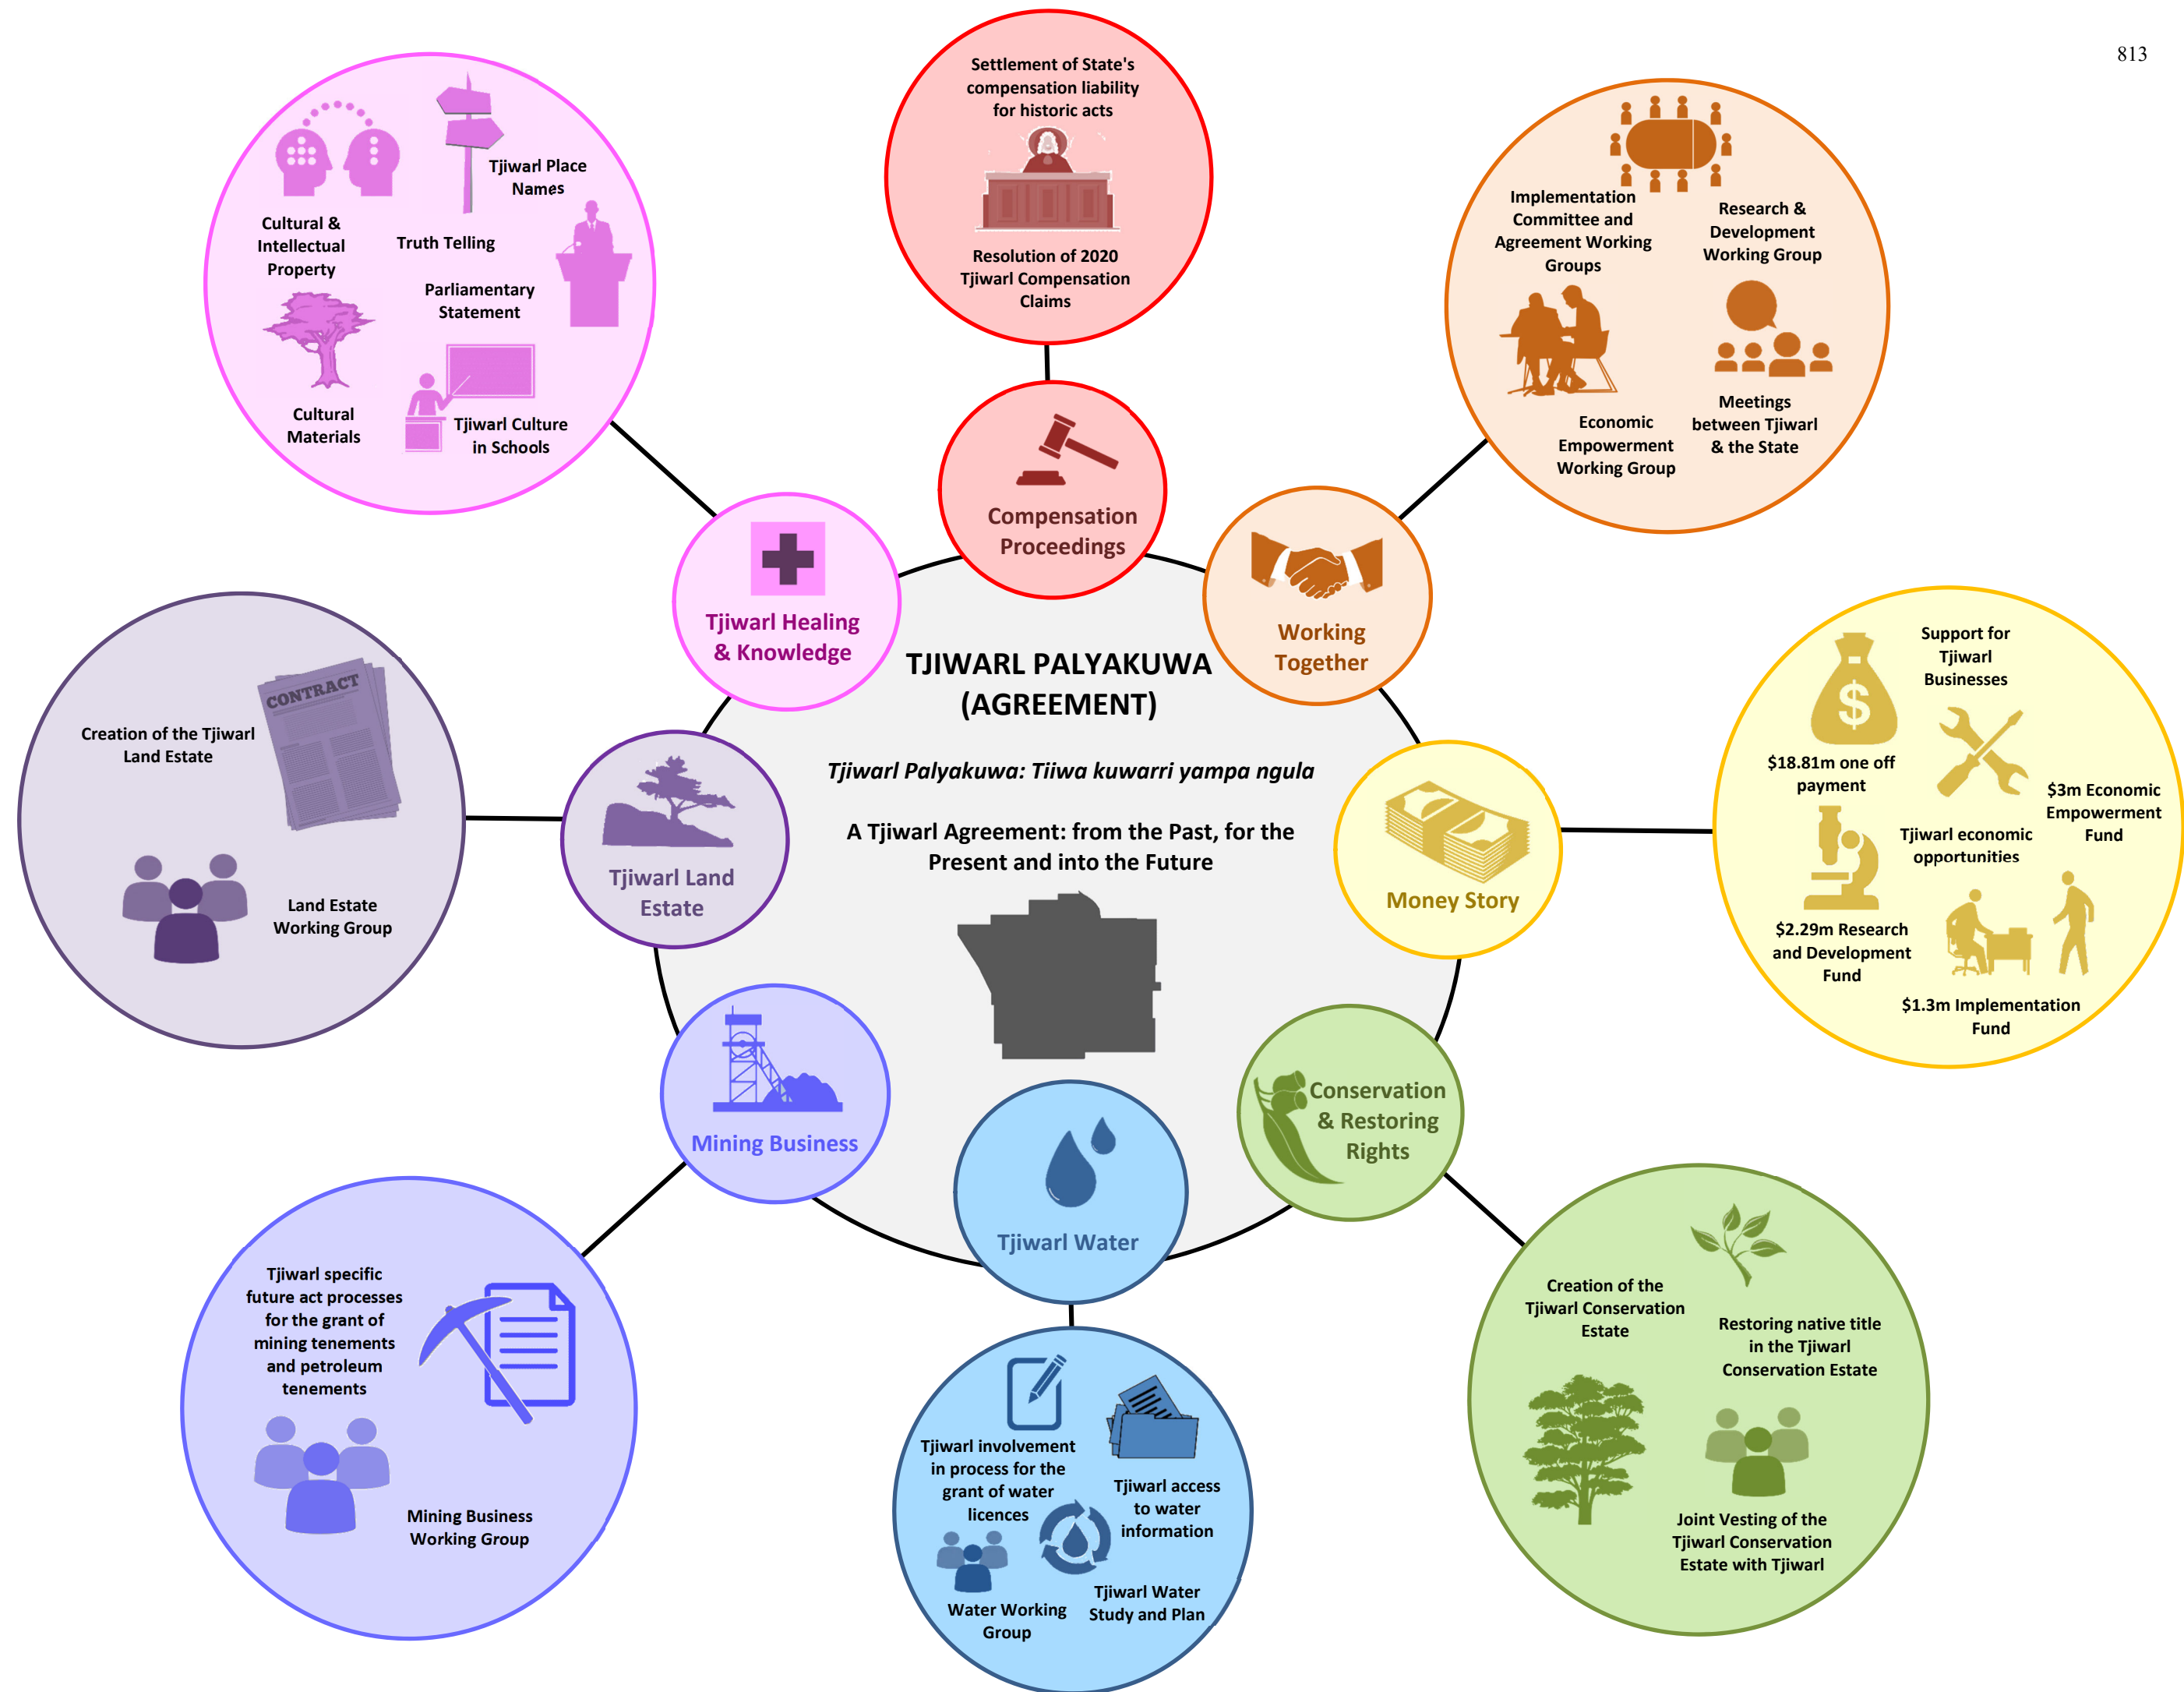 813
Settlement of State's
compensation liability
for historic acts
Resolution of 2020
Tjiwarl Compensation
Claims
Compensation
Proceedings
Tjiwarl Place
Names
Cultural &
Intellectual
Property
Truth Telling
Parliamentary
Statement
Cultural
Materials
Tjiwarl Culture
in Schools
Tjiwarl Healing
& Knowledge
Implementation
Committee and
Agreement Working
Groups
Research &
Development
Working Group
Economic
Empowerment
Working Group
Meetings
between Tjiwarl
& the State
Working
Together
TJIWARL PALYAKUWA
(AGREEMENT)
Tjiwarl Palyakuwa: Tiiwa kuwarri yampa ngula
A Tjiwarl Agreement: from the Past, for the
Present and into the Future
CONTRACT
Creation of the Tjiwarl
Land Estate
Land Estate
Working Group
Tjiwarl Land
Estate
Money Story
Support for
Tjiwarl
Businesses
$18.81m one off
payment
$3m Economic
Empowerment
Fund
Tjiwarl economic
opportunities
$2.29m Research
and Development
Fund
$1.3m Implementation
Fund
Mining Business
Tjiwarl specific
future act processes
for the grant of
mining tenements
and petroleum
tenements
Mining Business
Working Group
Tjiwarl Water
Tjiwarl involvement
in process for the
grant of water
licences
Tjiwarl access
to water
information
Water Working
Group
Tjiwarl Water
Study and Plan
Conservation
& Restoring
Rights
Creation of the
Tjiwarl Conservation
Estate
Restoring native title
in the Tjiwarl
Conservation Estate
Joint Vesting of the
Tjiwarl Conservation
Estate with Tjiwarl